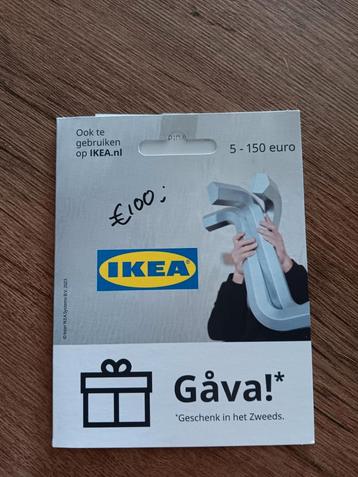 Ook te
gebruiken
op IKEA.nl
5 - 150 euro
€100,-
IKEA
Gåva!*
*Geschenk in het Zweeds.